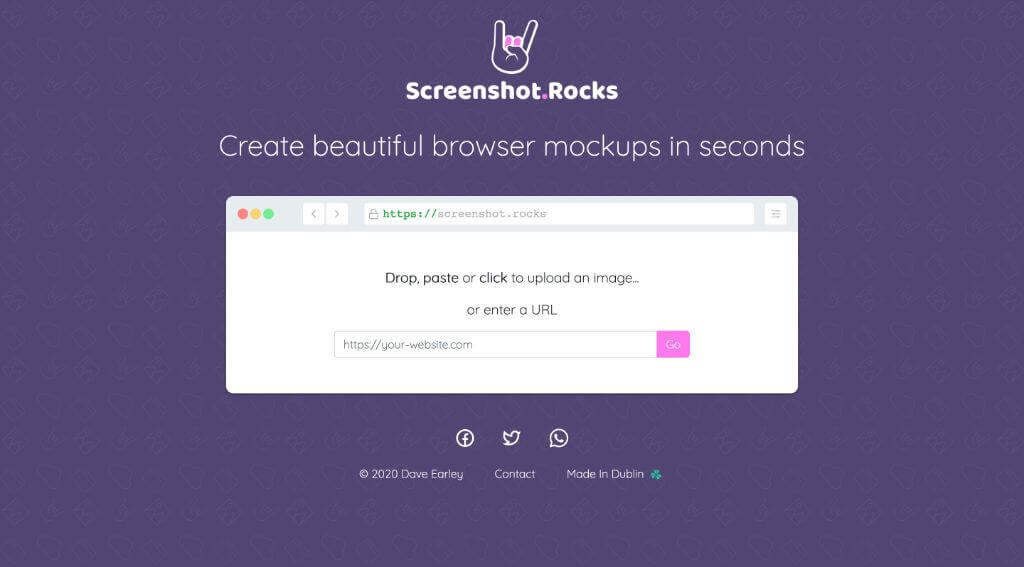 Screenshot.Rocks
Create beautiful browser mockups in seconds
https://screenshot.rocks
Drop, paste or click to upload an image...
or enter a URL
https://your-website.com Go
© 2020 Dave Earley Contact Made In Dublin